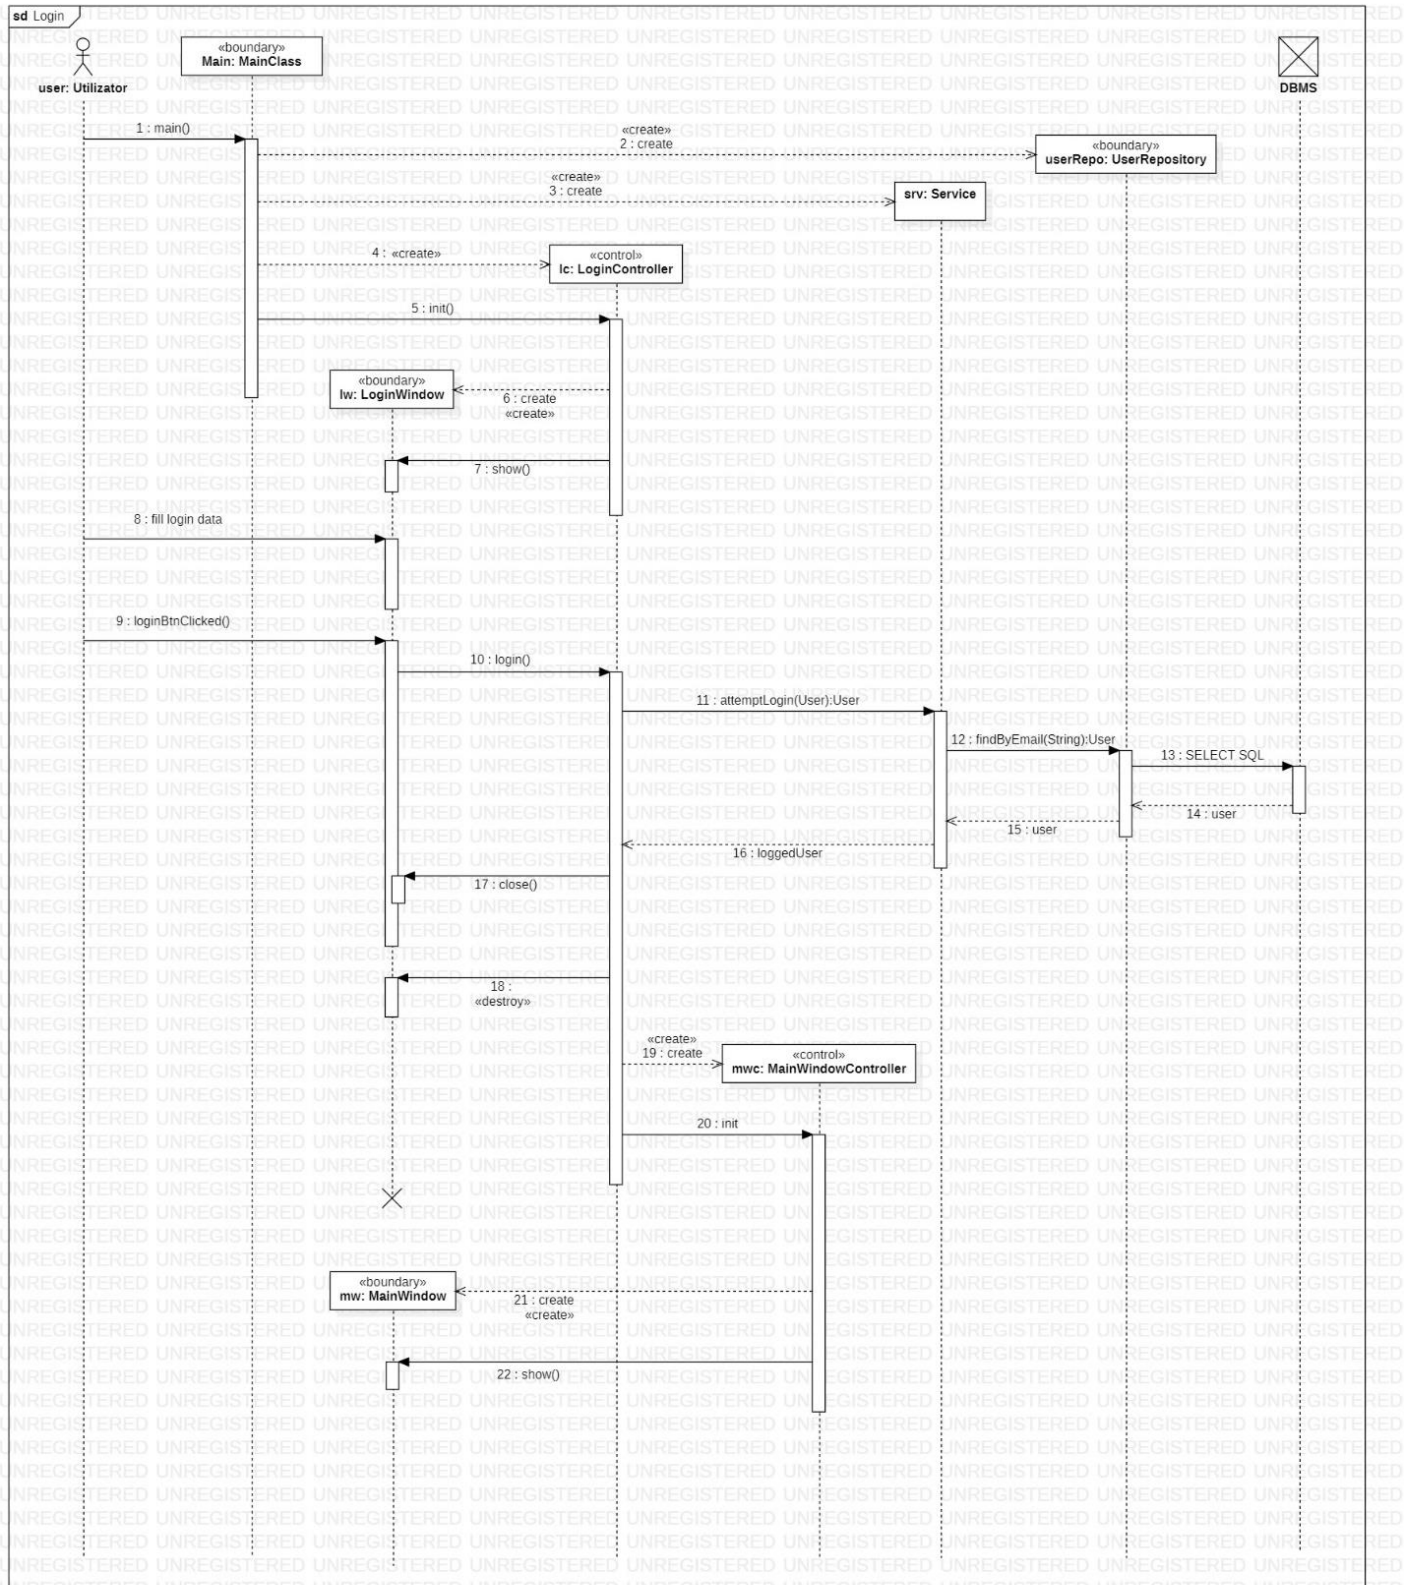 sd Login
user: Utilizator
«boundary»
Main: MainClass
DBMS
1 : main()
«create»
2 : create
«boundary»
userRepo: UserRepository
«create»
3 : create
srv: Service
4 : «create»
«control»
lc: LoginController
5 : init()
«boundary»
lw: LoginWindow
6 : create
«create»
7 : show()
8 : fill login data
9 : loginBtnClicked()
10 : login()
11 : attemptLogin(User):User
12 : findByEmail(String):User
13 : SELECT SQL
14 : user
15 : user
16 : loggedUser
17 : close()
18 :
«destroy»
«create»
19 : create
«control»
mwc: MainWindowController
20 : init
«boundary»
mw: MainWindow
21 : create
«create»
22 : show()
UNREGISTERED